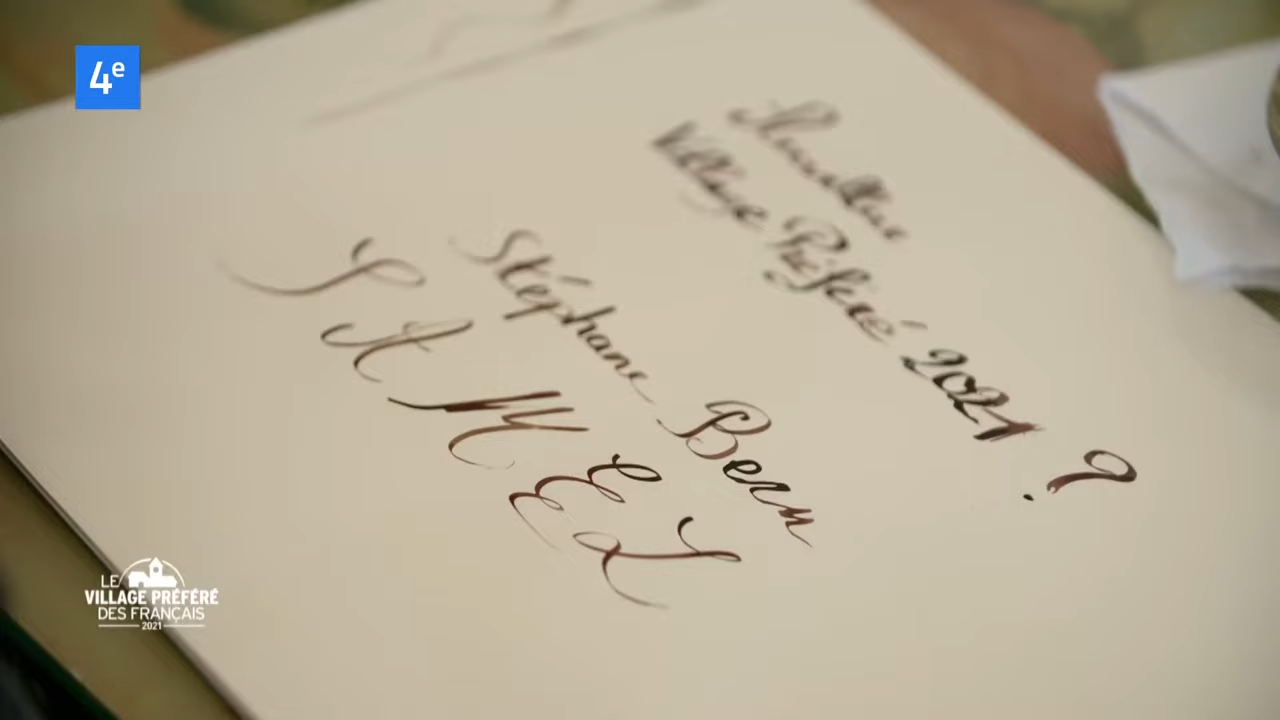 4e
Village Préféré 2021 ?
Stéphane Bern
S A M E L
LE
VILLAGE PRÉFÉRÉ
DES FRANÇAIS
2021